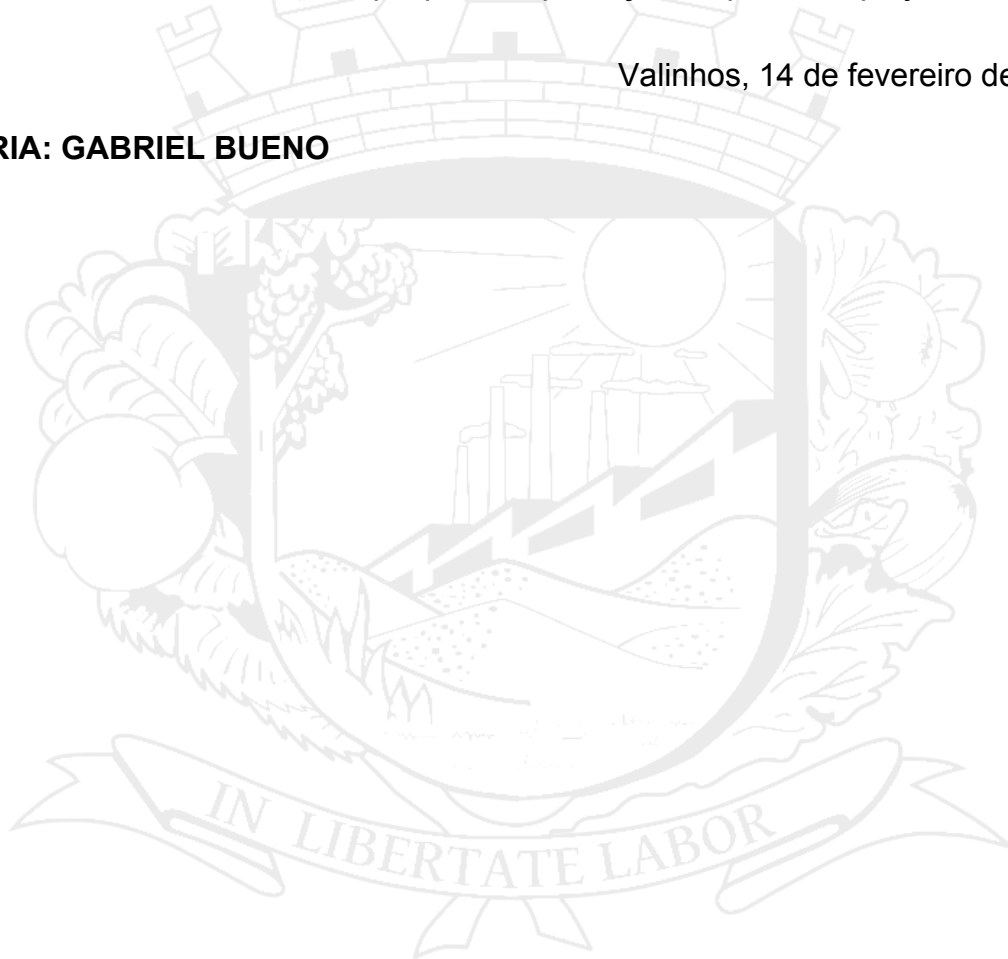 Valinhos, 14 de fevereiro de
RIA: GABRIEL BUENO
IN LIBERTATE LABOR